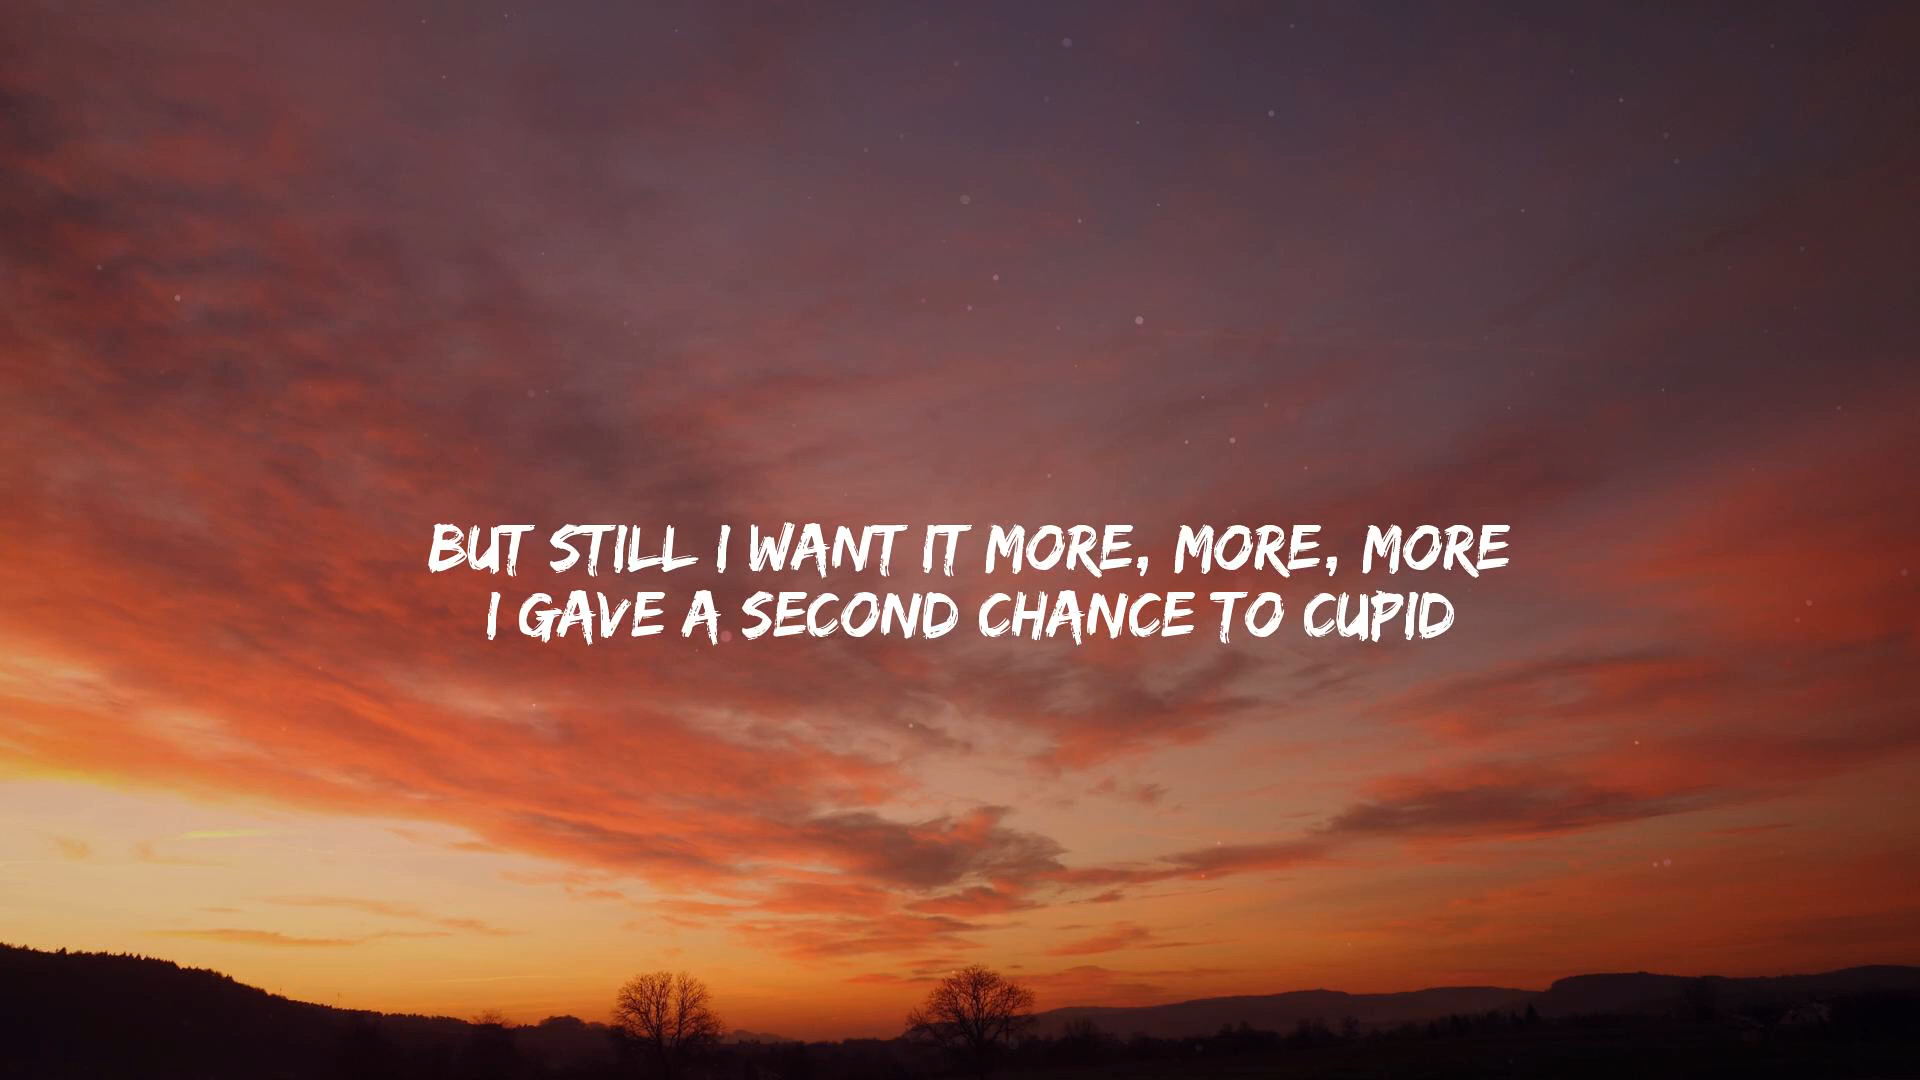 BUT STILL I WANT IT MORE, MORE, MORE
I GAVE A SECOND CHANCE TO CUPID